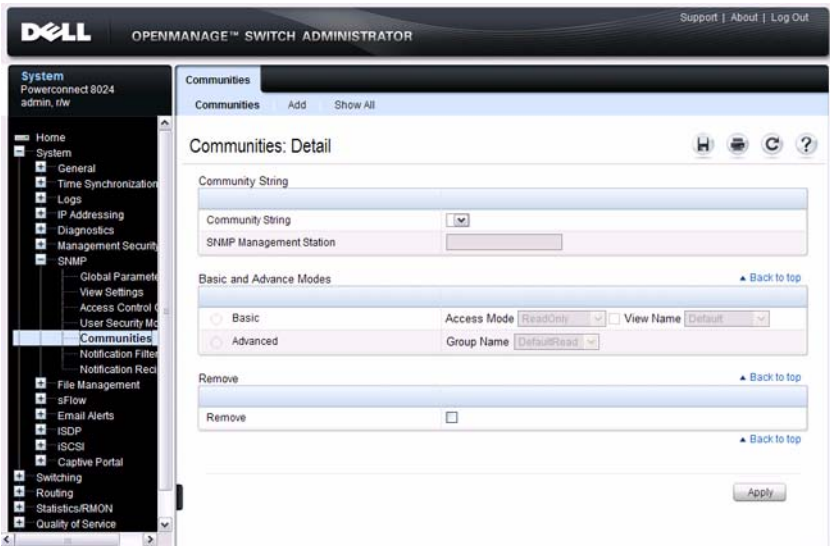 DELL
OPENMANAGE™ SWITCH ADMINISTRATOR
Support | About | Log Out
System
Powerconnect 8024
admin, r/w
Home
System
General
Time Synchronization
Logs
IP Addressing
Diagnostics
Management Security
SNMP
Global Paramete
View Settings
Access Control
User Security Mo
Communities
Notification Filter
Notification Reci
File Management
sFlow
Email Alerts
ISDP
iSCSI
Captive Portal
Switching
Routing
Statistics/RMON
Quality of Service
Communities
Communities Add Show All
Communities: Detail
Community String
Community String
SNMP Management Station
Basic and Advance Modes
Back to top
Basic Access Mode ReadOnly View Name Default
Advanced Group Name DefaultRead
Remove
Back to top
Remove
Back to top
Apply